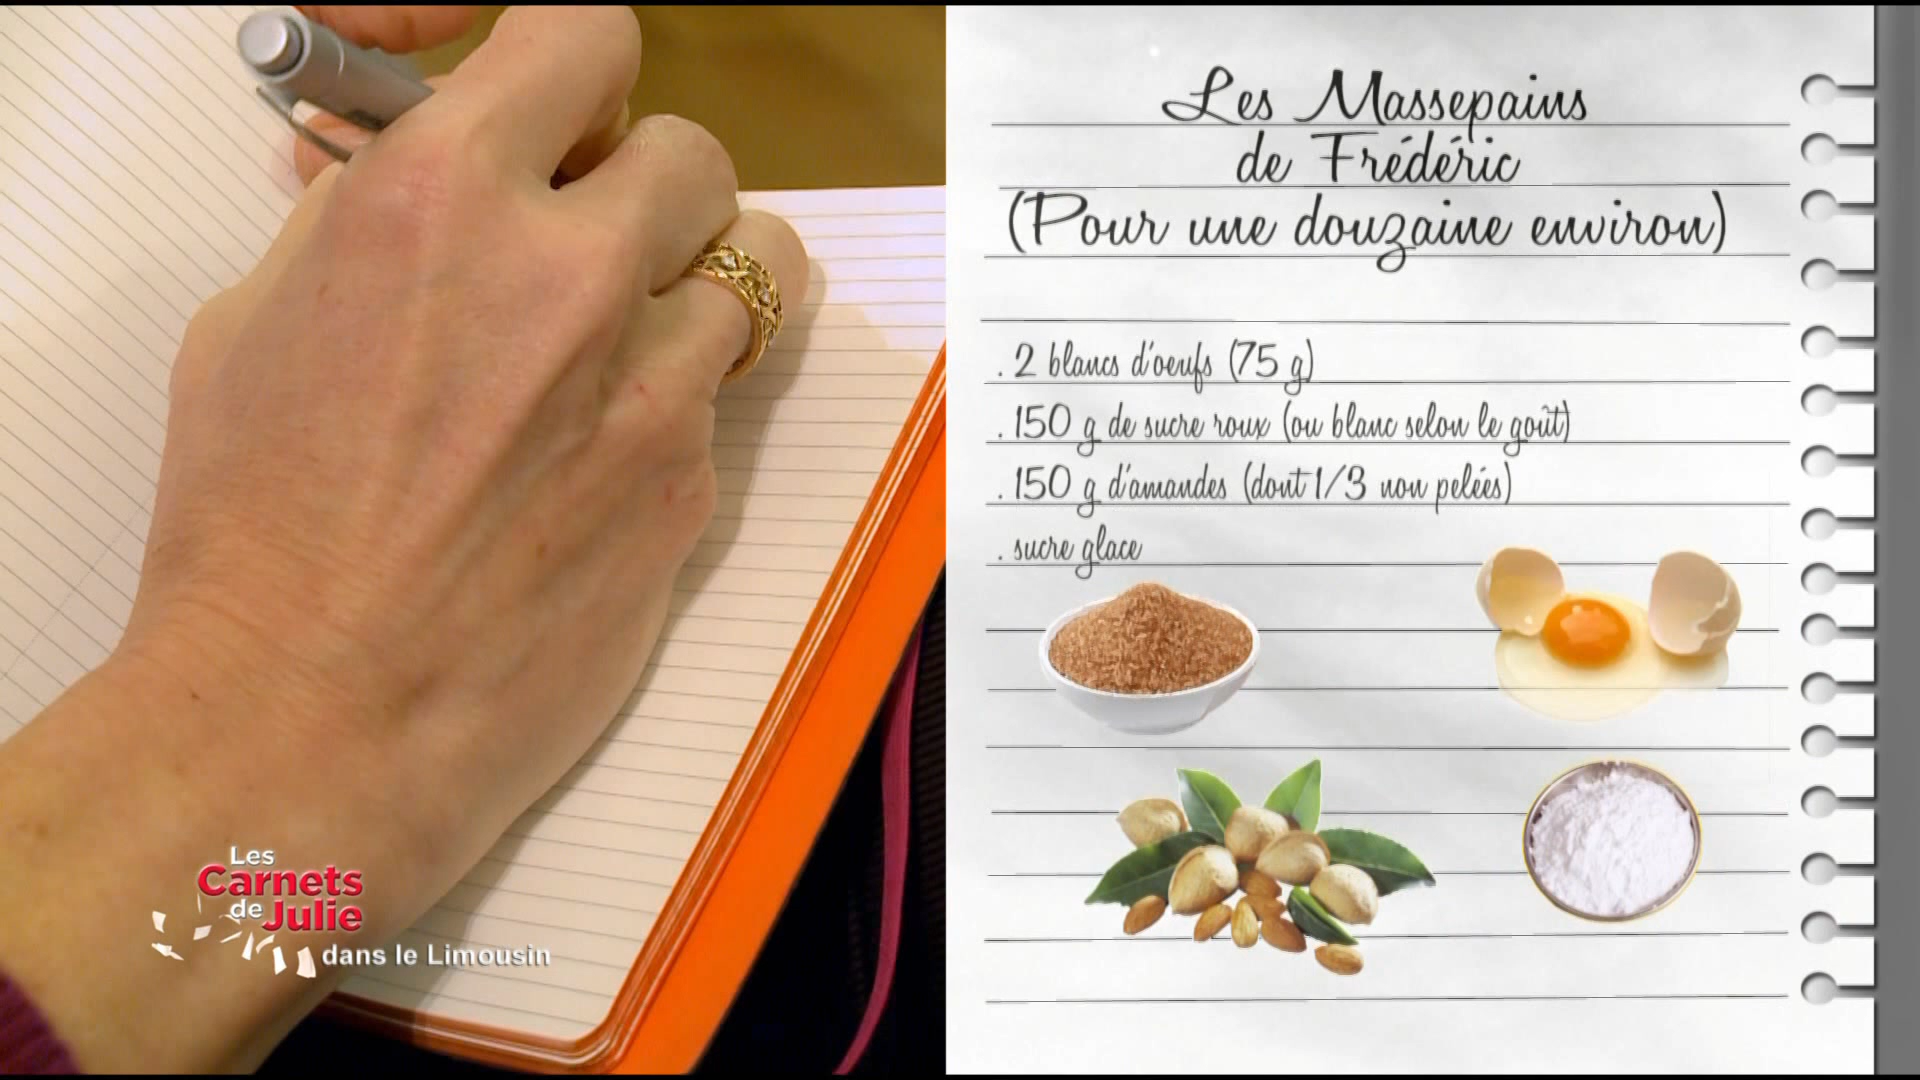 Les Massepains
de Frédéric
(Pour une douzaine environ)
. 2 blancs d'oeufs (75 g)
. 150 g de sucre roux (ou blanc selon le goût)
. 150 g d'amandes (dont 1/3 non pelées)
. sucre glace
Les
Carnets
de Julie
dans le Limousin